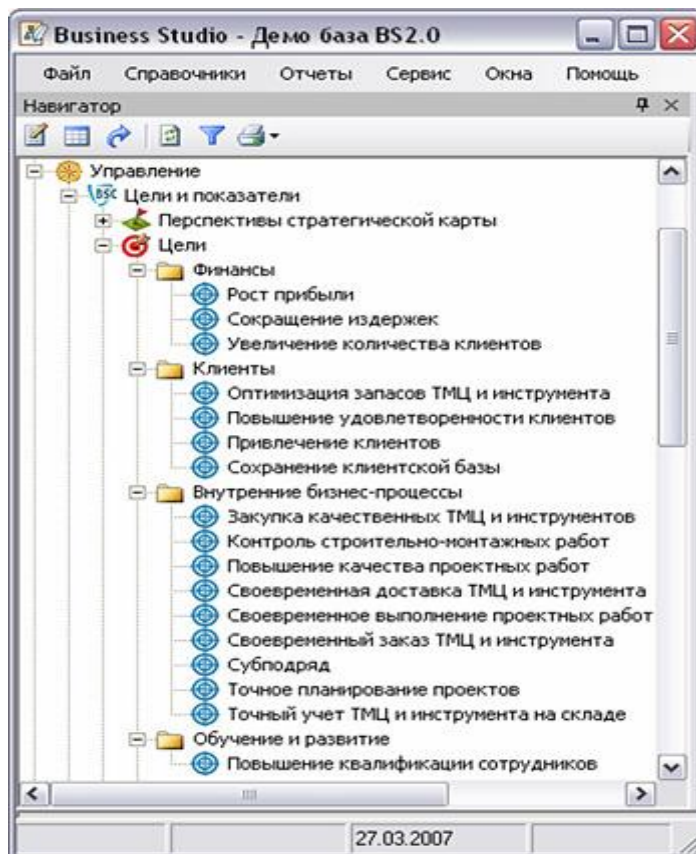 Business Studio - Демо база BS2.0
Файл Справочники Отчеты Сервис Окна Помощь
Навигатор
Управление
BSC Цели и показатели
Перспективы стратегической карты
Цели
Финансы
Рост прибыли
Сокращение издержек
Увеличение количества клиентов
Клиенты
Оптимизация запасов ТМЦ и инструмента
Повышение удовлетворенности клиентов
Привлечение клиентов
Сохранение клиентской базы
Внутренние бизнес-процессы
Закупка качественных ТМЦ и инструментов
Контроль строительно-монтажных работ
Повышение качества проектных работ
Своевременная доставка ТМЦ и инструмента
Своевременное выполнение проектных работ
Своевременный заказ ТМЦ и инструмента
Субподряд
Точное планирование проектов
Точный учет ТМЦ и инструмента на складе
Обучение и развитие
Повышение квалификации сотрудников
27.03.2007